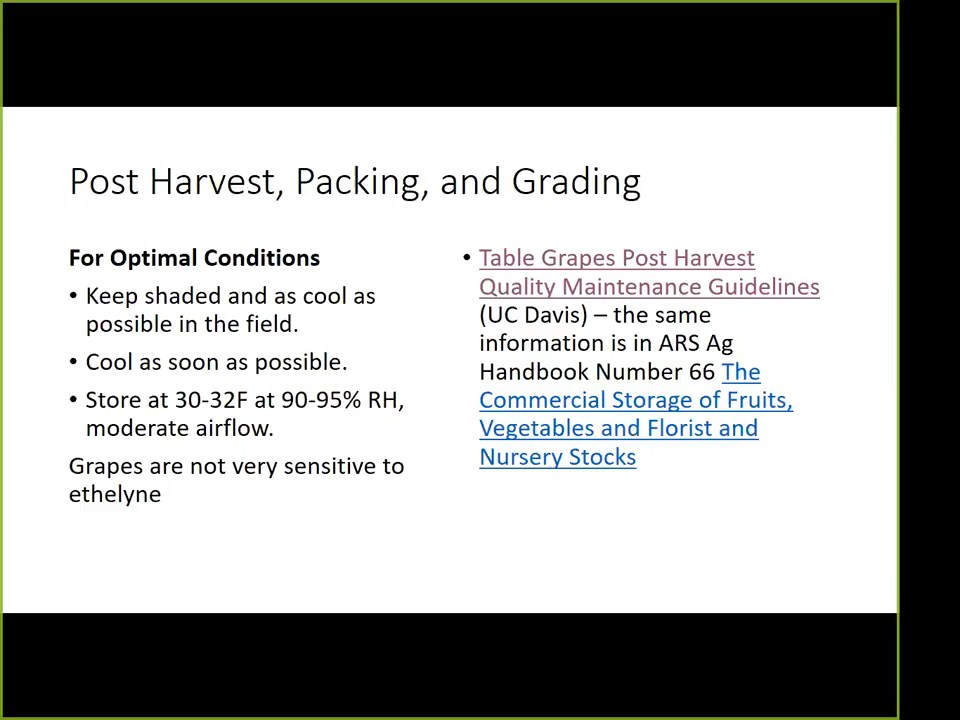 Post Harvest, Packing, and Grading
For Optimal Conditions
• Keep shaded and as cool as
possible in the field.
• Cool as soon as possible.
• Store at 30-32F at 90-95% RH,
moderate airflow.
Grapes are not very sensitive to
ethelyne
• Table Grapes Post Harvest
Quality Maintenance Guidelines
(UC Davis) – the same
information is in ARS Ag
Handbook Number 66 The
Commercial Storage of Fruits,
Vegetables and Florist and
Nursery Stocks